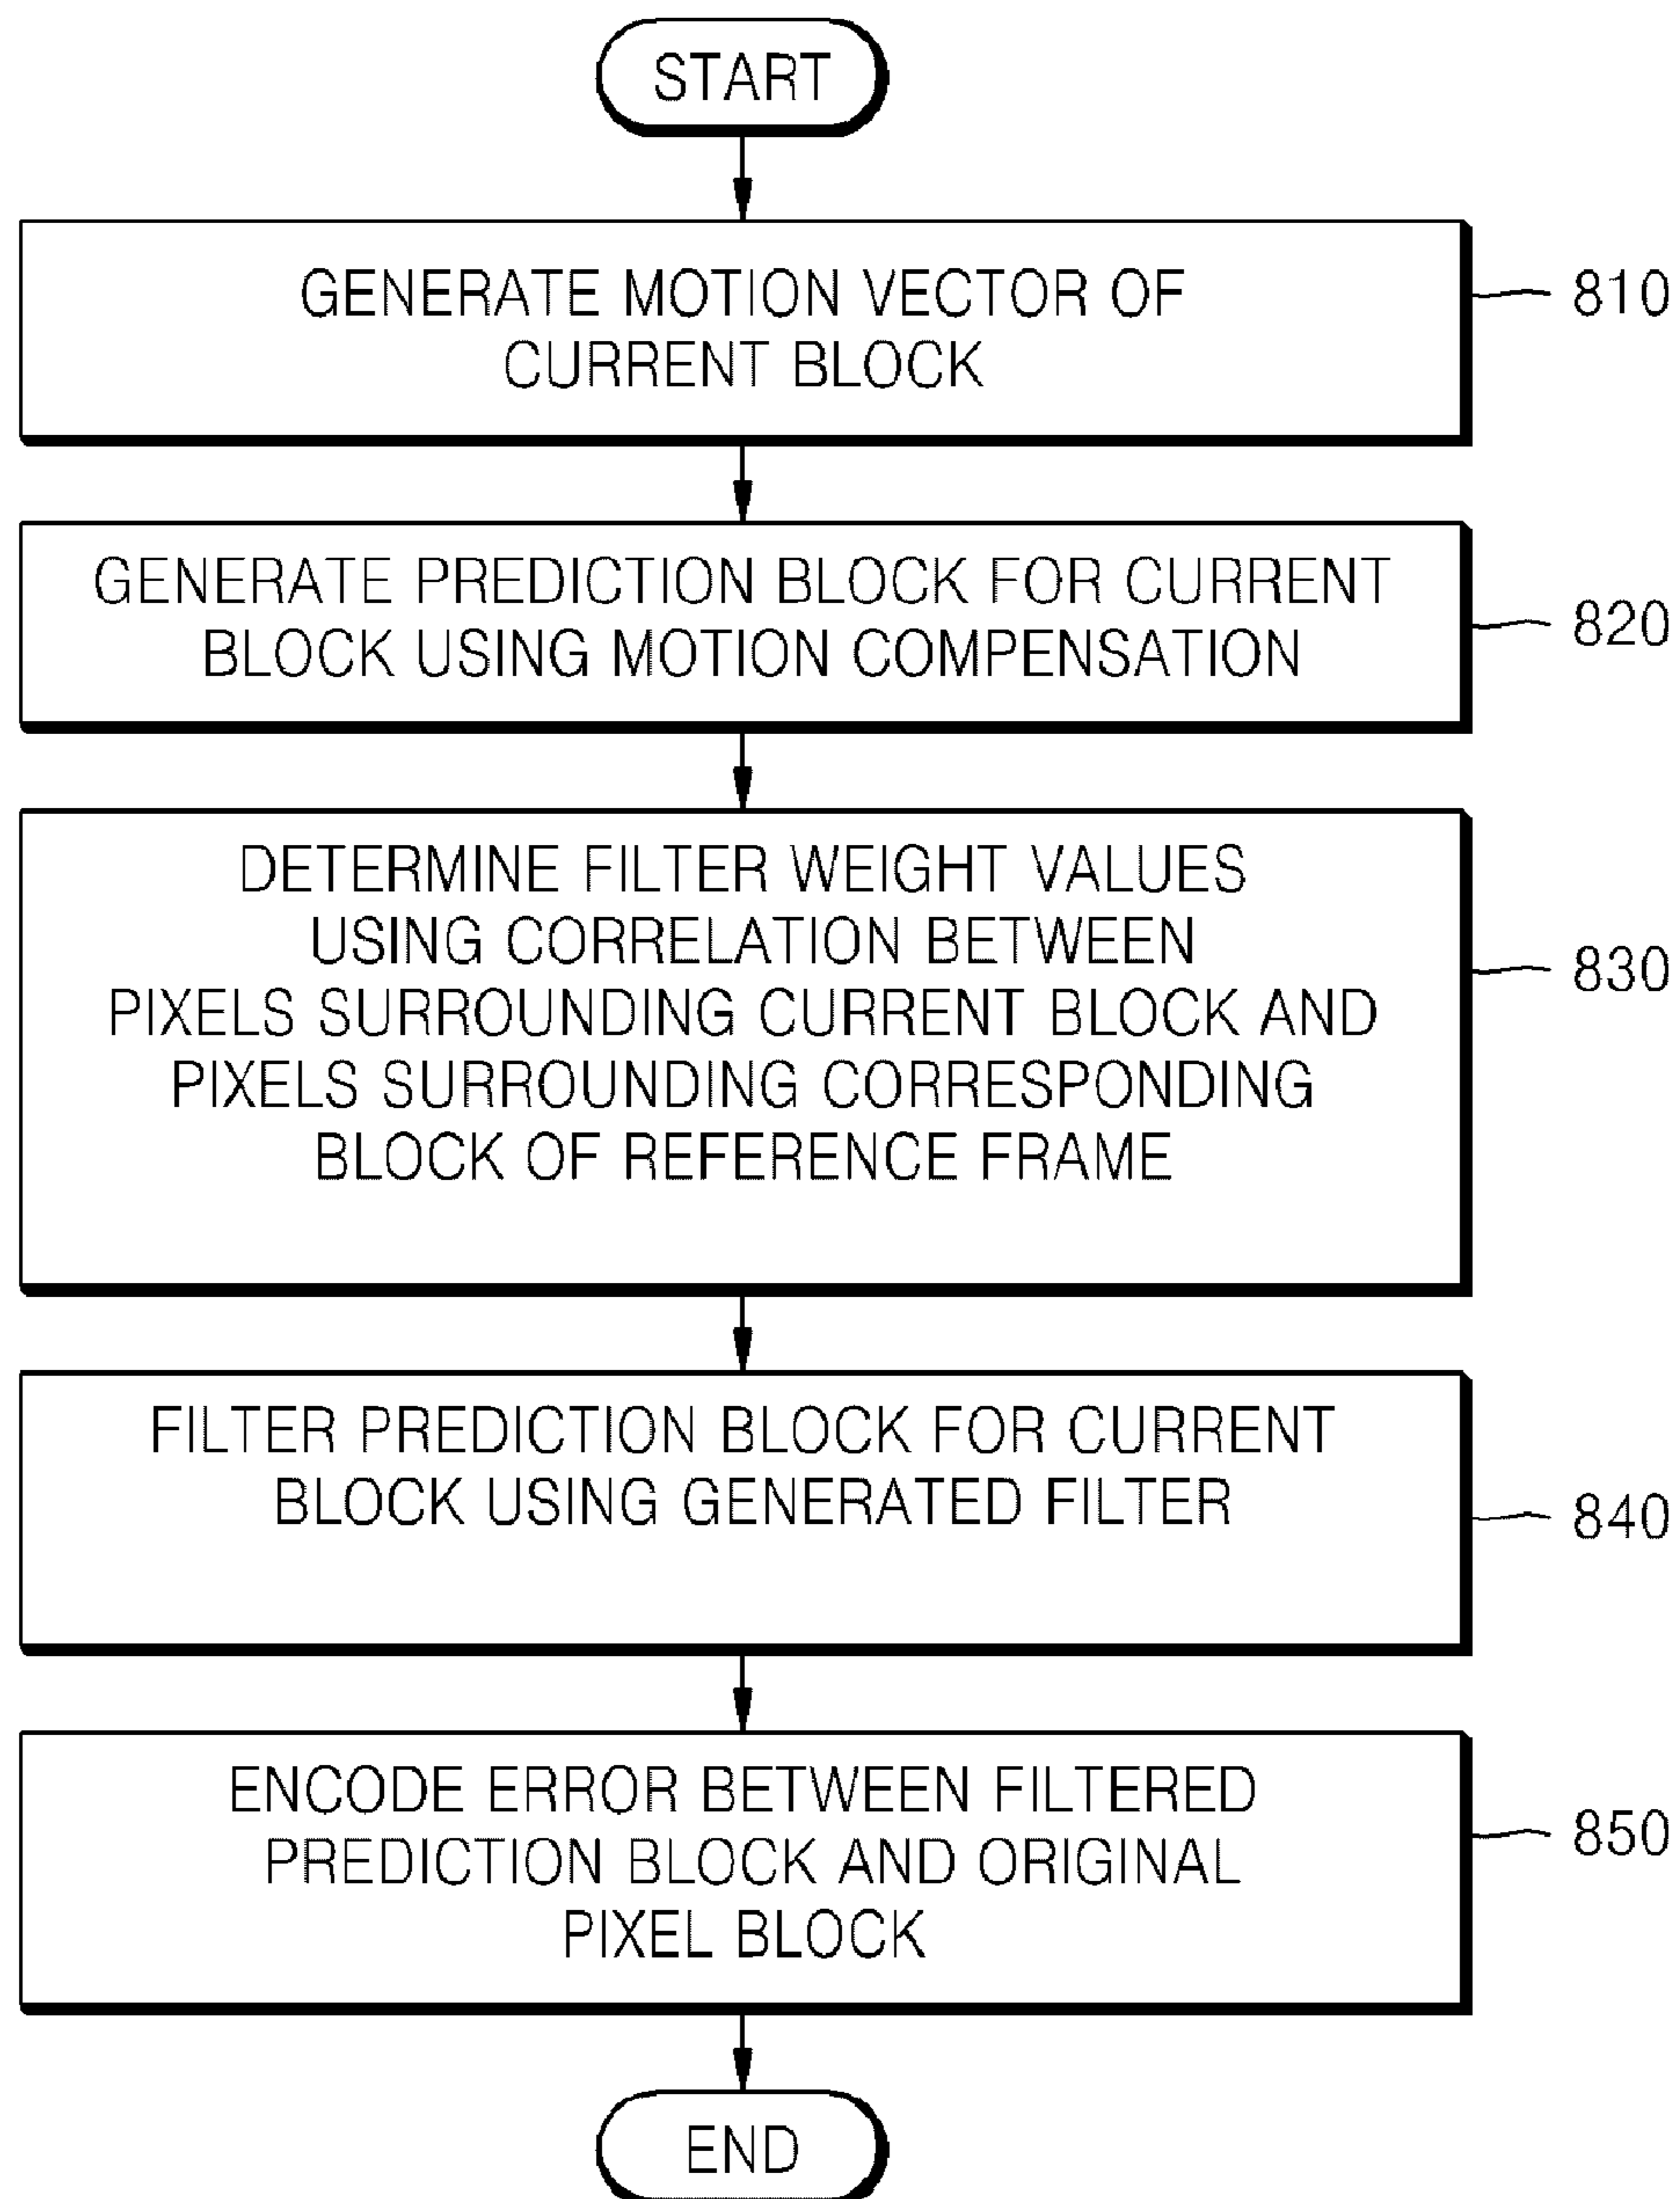 START
GENERATE MOTION VECTOR OF
CURRENT BLOCK
810
GENERATE PREDICTION BLOCK FOR CURRENT
BLOCK USING MOTION COMPENSATION
820
DETERMINE FILTER WEIGHT VALUES
USING CORRELATION BETWEEN
PIXELS SURROUNDING CURRENT BLOCK AND
PIXELS SURROUNDING CORRESPONDING
BLOCK OF REFERENCE FRAME
830
FILTER PREDICTION BLOCK FOR CURRENT
BLOCK USING GENERATED FILTER
840
ENCODE ERROR BETWEEN FILTERED
PREDICTION BLOCK AND ORIGINAL
PIXEL BLOCK
850
END